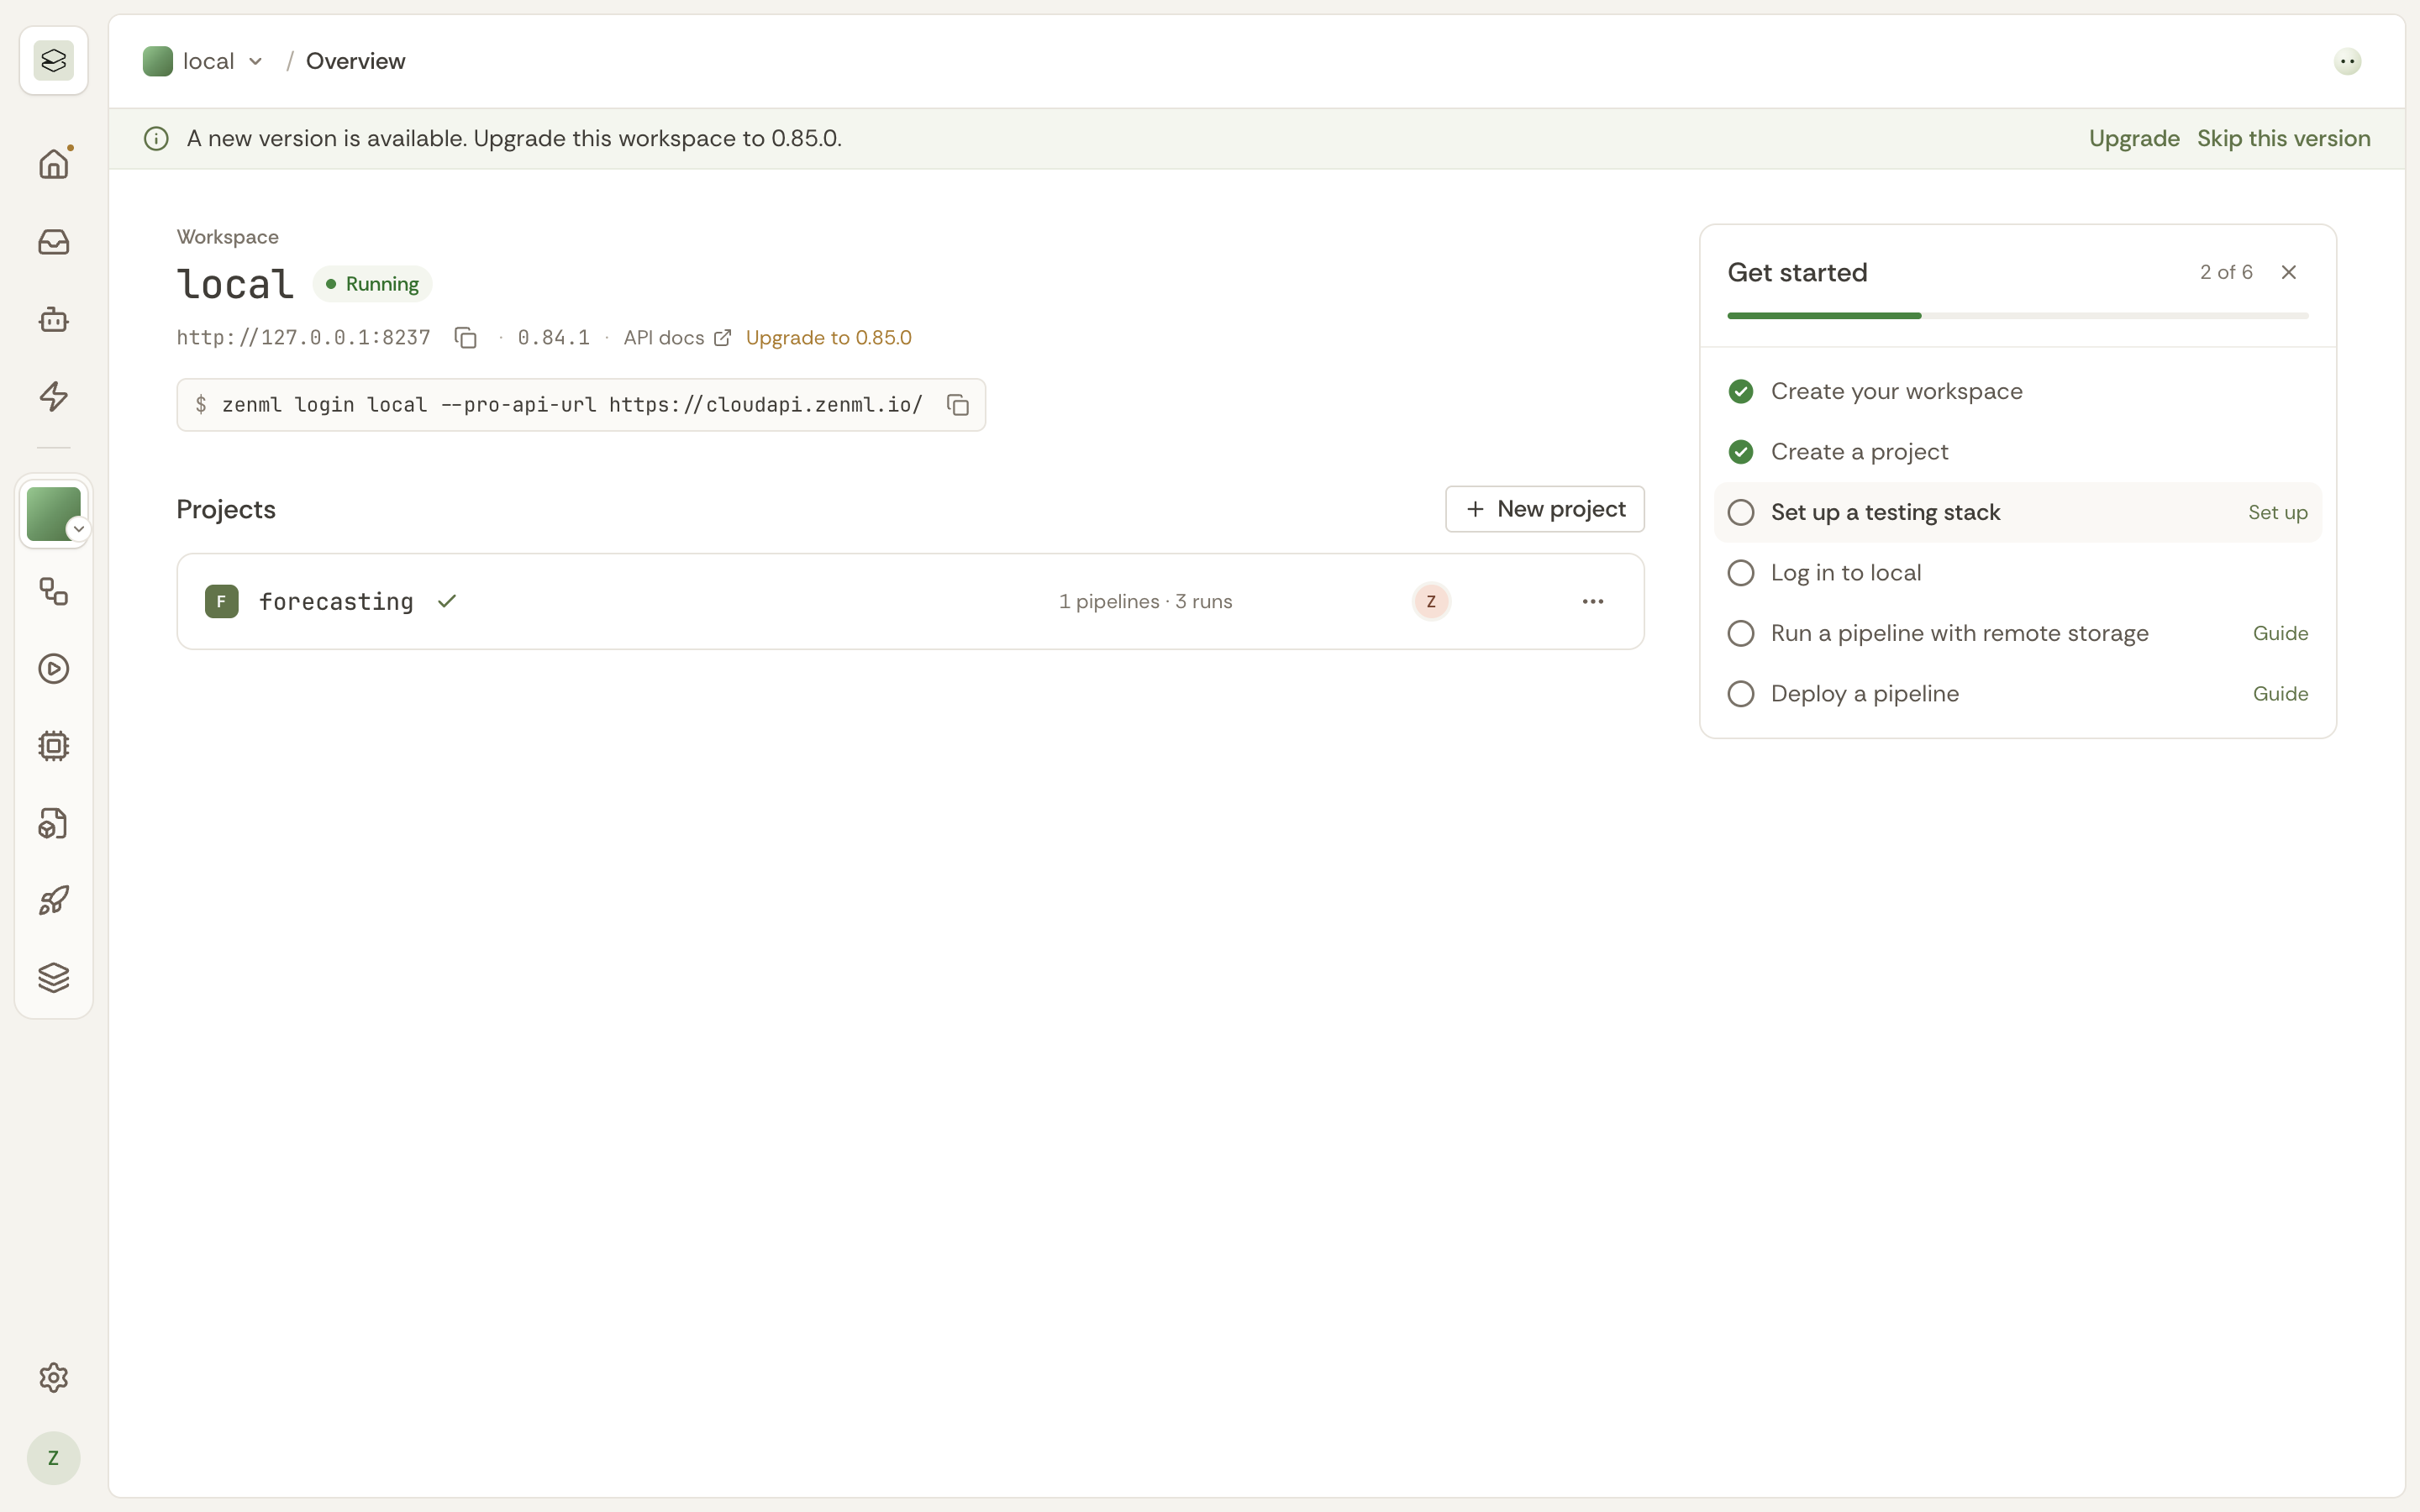 local / Overview
A new version is available. Upgrade this workspace to 0.85.0.
Upgrade Skip this version
Workspace
local Running
http://127.0.0.1:8237 · 0.84.1 · API docs Upgrade to 0.85.0
$ zenml login local --pro-api-url https://cloudapi.zenml.io/
Projects
New project
F forecasting 1 pipelines · 3 runs Z
Get started 2 of 6
Create your workspace
Create a project
Set up a testing stack Set up
Log in to local
Run a pipeline with remote storage Guide
Deploy a pipeline Guide
Z